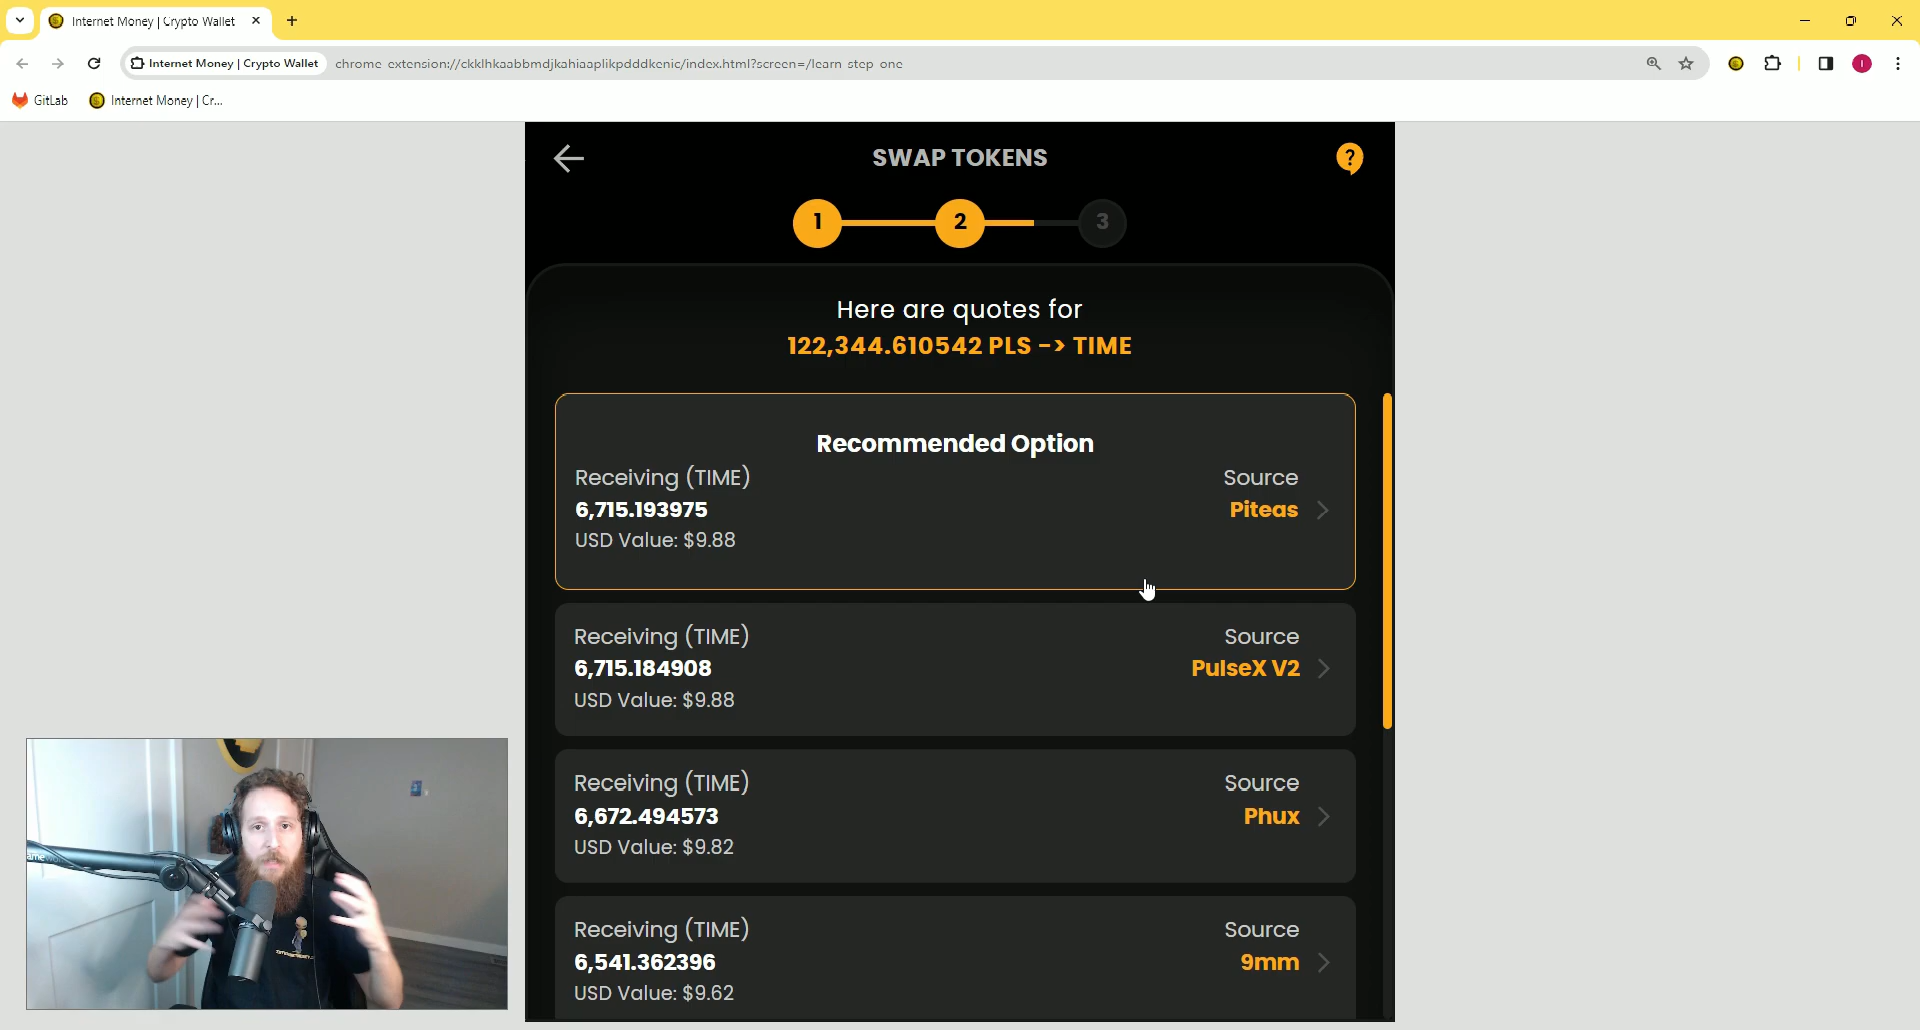 Internet Money | Crypto Wallet
Internet Money | Crypto Wallet
chrome extension://ckklhkaabbmdjkahiaaplikpdddkenic/index.html?screen=/learn step one
GitLab
Internet Money | Cr...
SWAP TOKENS
?
1
2
3
Here are quotes for
122,344.610542 PLS -> TIME
Recommended Option
Receiving (TIME)
Source
6,715.193975
Piteas
USD Value: $9.88
Receiving (TIME)
Source
6,715.184908
PulseX V2
USD Value: $9.88
Receiving (TIME)
Source
6,672.494573
Phux
USD Value: $9.82
Receiving (TIME)
Source
6,541.362396
9mm
USD Value: $9.62